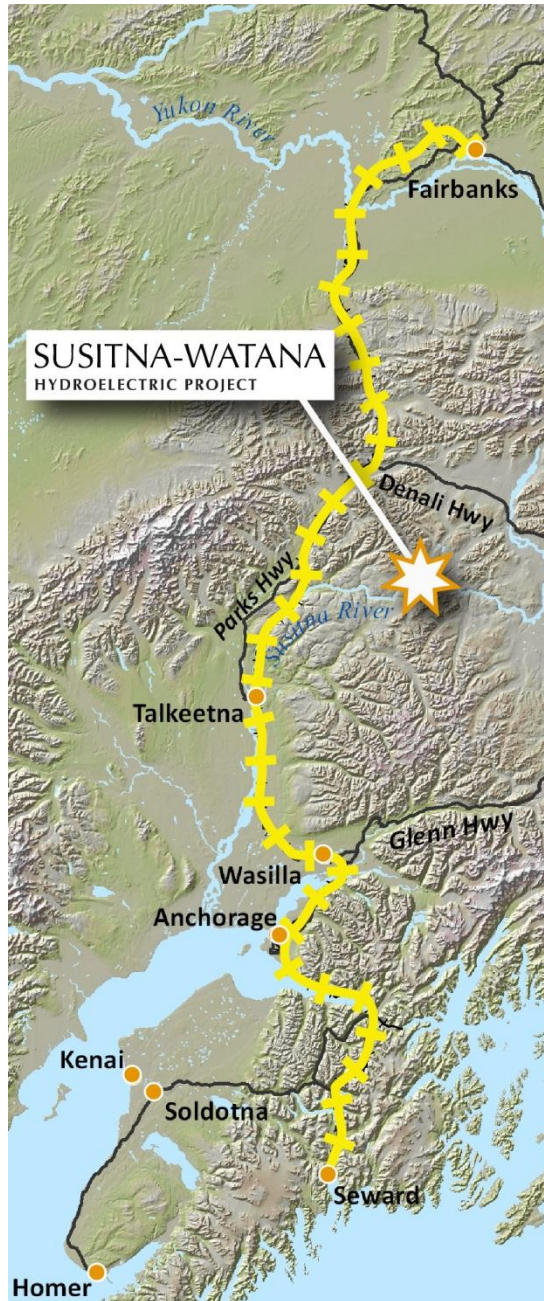 Yukon River
Fairbanks
SUSITNA-WATANA
HYDROELECTRIC PROJECT
Denali Hwy
Parks Hwy
Susitna River
Talkeetna
Glenn Hwy
Wasilla
Anchorage
Kenai
Soldotna
Seward
Homer